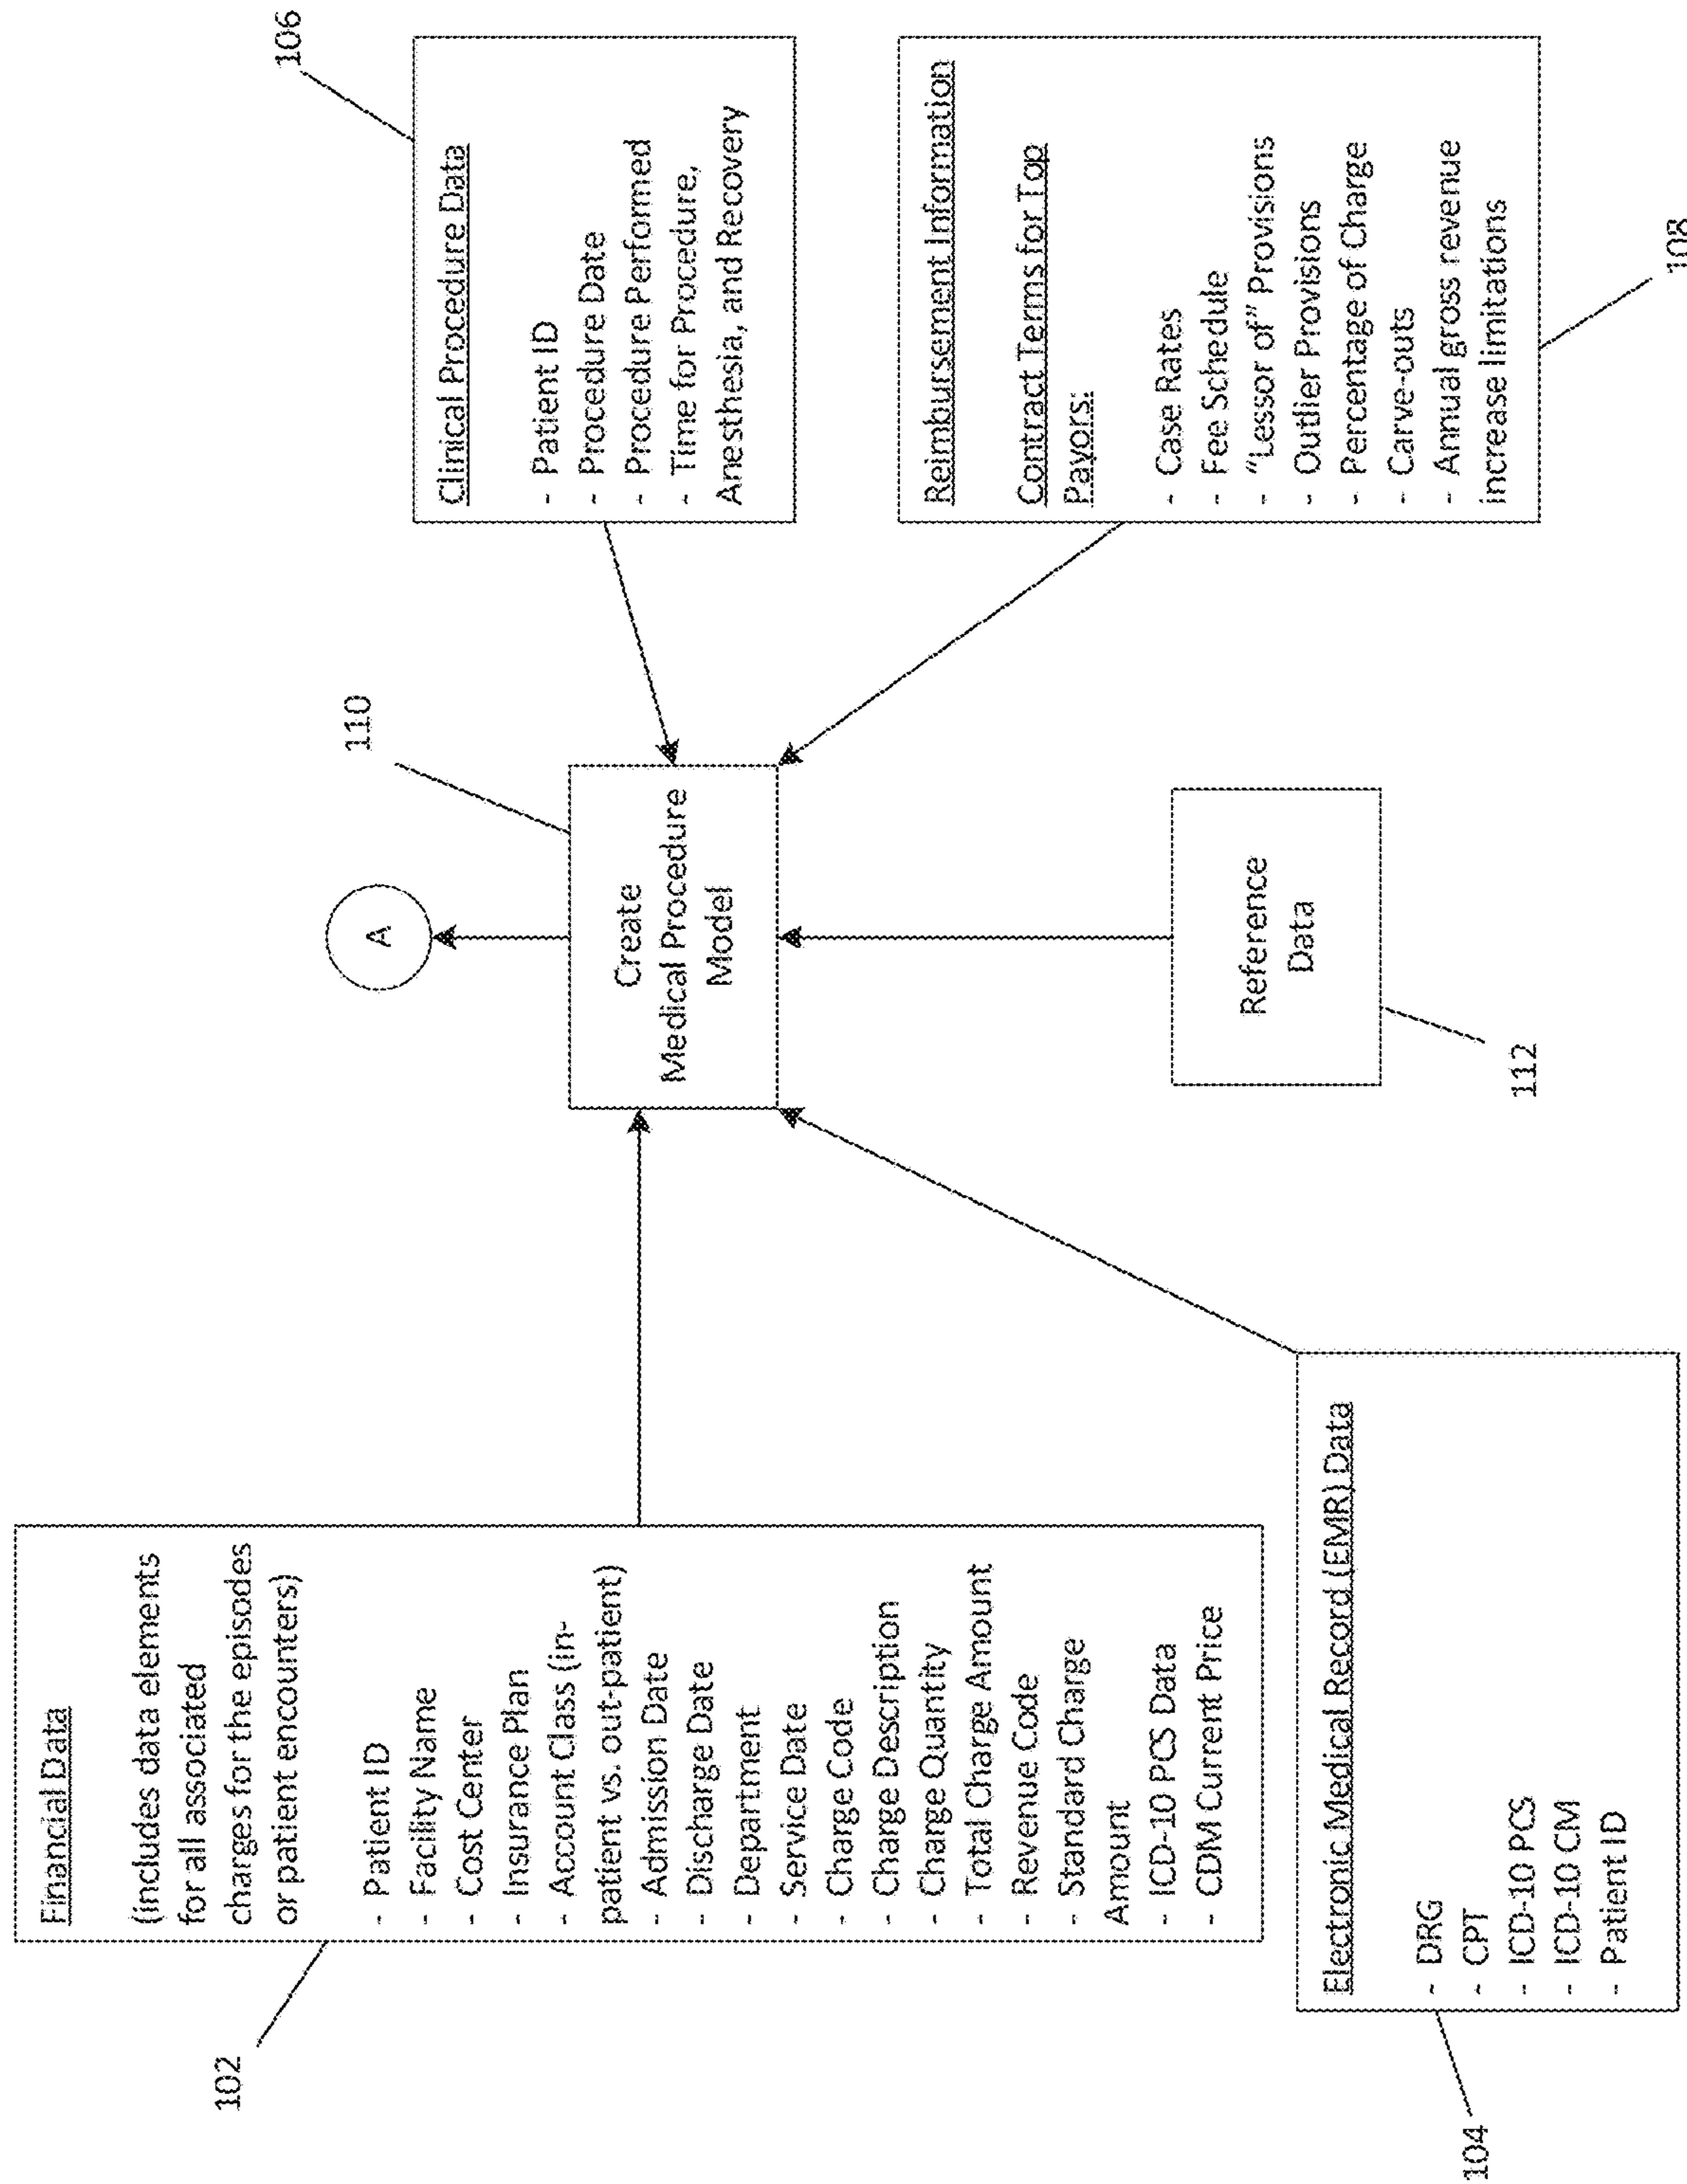 102
Financial Data
(includes data elements
for all associated
charges for the episodes
or patient encounters)
- Patient ID
- Facility Name
- Cost Center
- Insurance Plan
- Account Class (in-
patient vs. out-patient)
- Admission Date
- Discharge Date
- Department
- Service Date
- Charge Code
- Charge Description
- Charge Quantity
- Total Charge Amount
- Revenue Code
- Standard Charge
Amount
- ICD-10 PCS Data
- CDM Current Price
104
Electronic Medical Record (EMR) Data
- DRG
- CPT
- ICD-10 PCS
- ICD-10 CM
- Patient ID
A
110
Create
Medical Procedure
Model
Reference
Data
112
106
Clinical Procedure Data
- Patient ID
- Procedure Date
- Procedure Performed
- Time for Procedure,
Anesthesia, and Recovery
Reimbursement Information
Contract Terms for Top
Payors:
- Case Rates
- Fee Schedule
- "Lessor of" Provisions
- Outlier Provisions
- Percentage of Charge
- Carve-outs
- Annual gross revenue
increase limitations
108